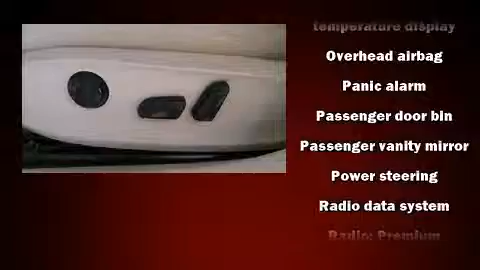 temperature display
Overhead airbag
Panic alarm
Passenger door bin
Passenger vanity mirror
Power steering
Radio data system
Radio: Premium